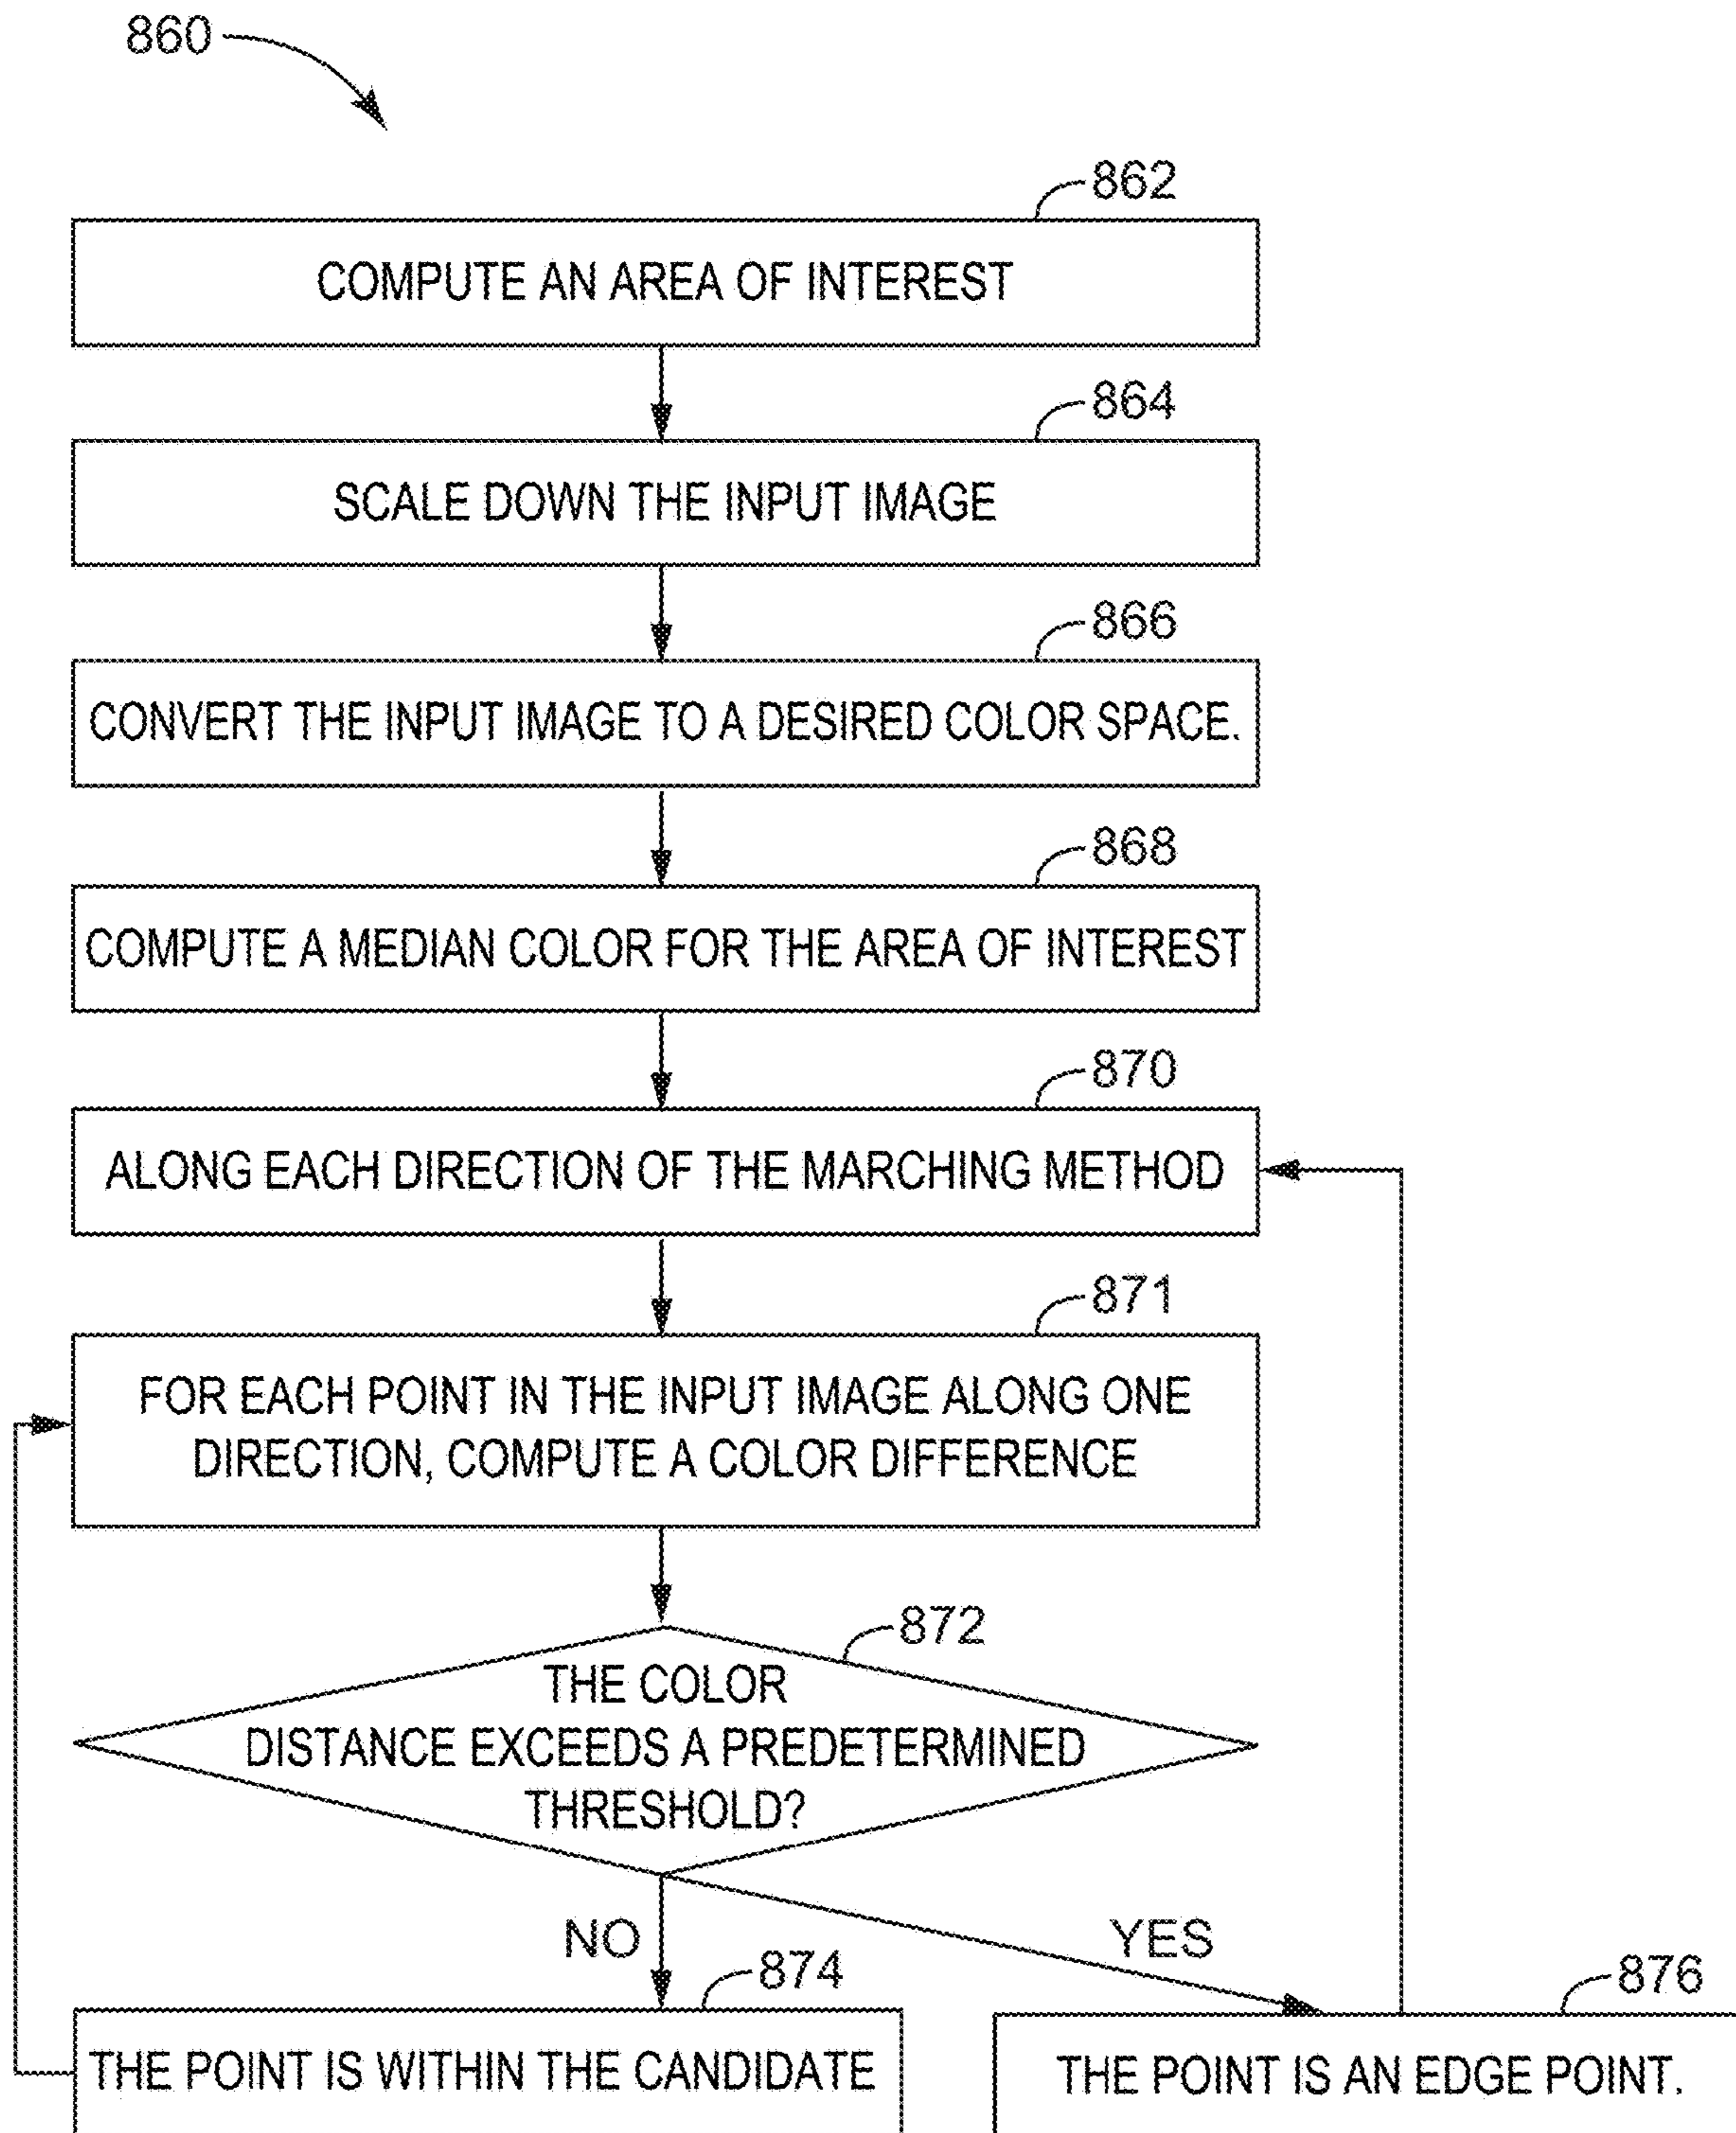 860
862
COMPUTE AN AREA OF INTEREST
864
SCALE DOWN THE INPUT IMAGE
866
CONVERT THE INPUT IMAGE TO A DESIRED COLOR SPACE.
868
COMPUTE A MEDIAN COLOR FOR THE AREA OF INTEREST
870
ALONG EACH DIRECTION OF THE MARCHING METHOD
871
FOR EACH POINT IN THE INPUT IMAGE ALONG ONE
DIRECTION, COMPUTE A COLOR DIFFERENCE
872
THE COLOR
DISTANCE EXCEEDS A PREDETERMINED
THRESHOLD?
NO
YES
874
THE POINT IS WITHIN THE CANDIDATE
876
THE POINT IS AN EDGE POINT.